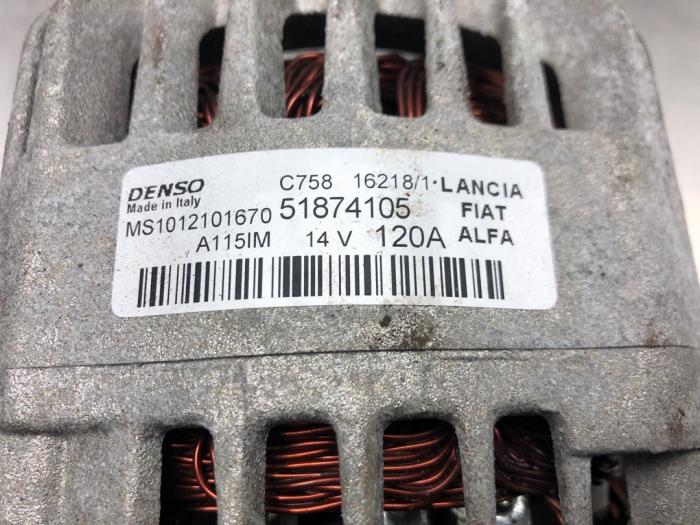 DENSO C758 16218/1· LANCIA
Made in Italy
MS1012101670 51874105 FIAT
A115IM 14 V 120A ALFA